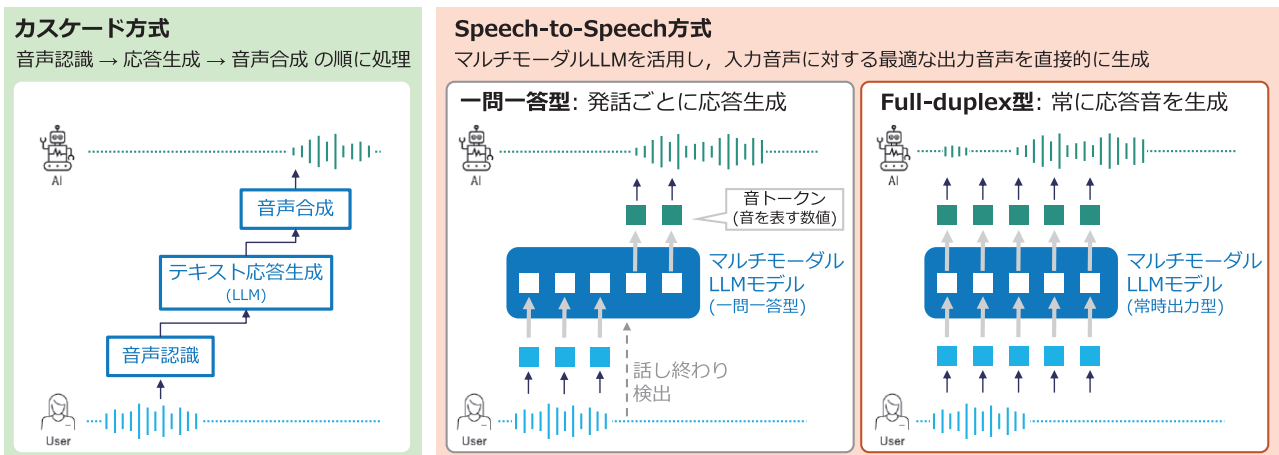 カスケード方式
音声認識 → 応答生成 → 音声合成 の順に処理
AI
音声合成
テキスト応答生成
(LLM)
音声認識
User
Speech-to-Speech方式
マルチモーダルLLMを活用し，入力音声に対する最適な出力音声を直接的に生成
一問一答型: 発話ごとに応答生成
AI
音トークン
(音を表す数値)
マルチモーダル
LLMモデル
(一問一答型)
話し終わり
検出
User
Full-duplex型: 常に応答音を生成
AI
マルチモーダル
LLMモデル
(常時出力型)
User